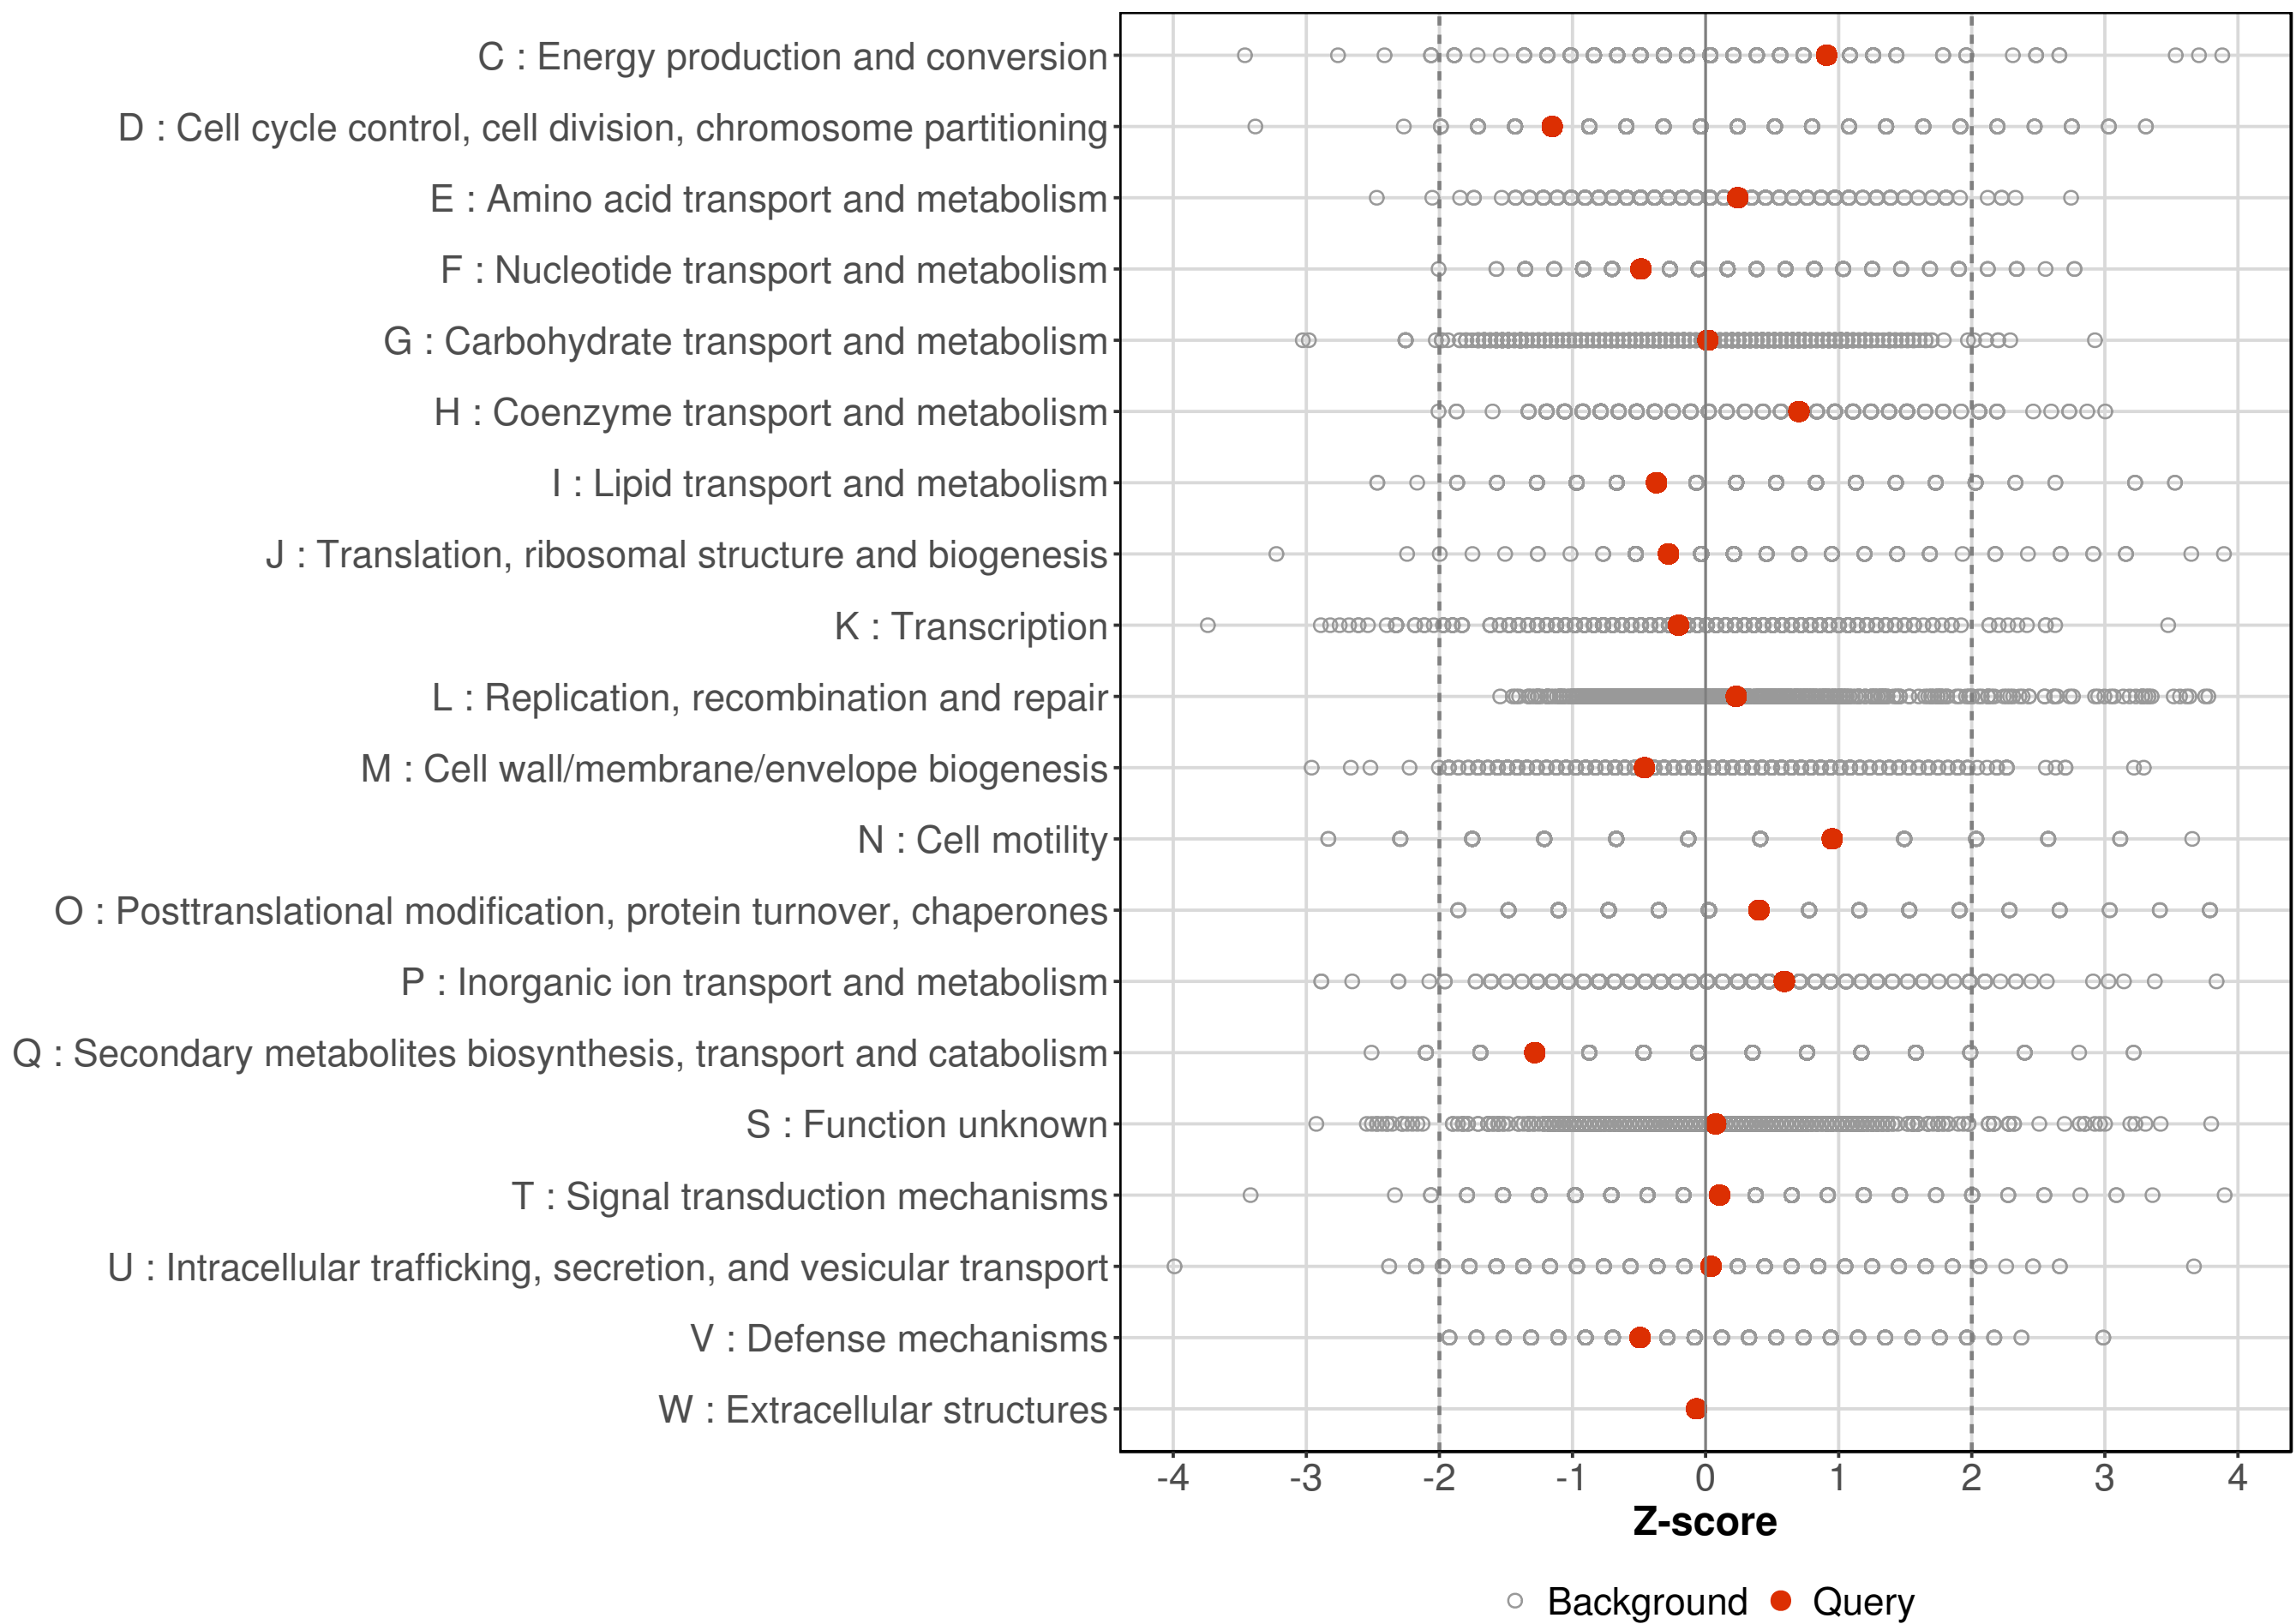 C : Energy production and conversion
D : Cell cycle control, cell division, chromosome partitioning
E : Amino acid transport and metabolism
F : Nucleotide transport and metabolism
G : Carbohydrate transport and metabolism
H : Coenzyme transport and metabolism
I : Lipid transport and metabolism
J : Translation, ribosomal structure and biogenesis
K : Transcription
L : Replication, recombination and repair
M : Cell wall/membrane/envelope biogenesis
N : Cell motility
O : Posttranslational modification, protein turnover, chaperones
P : Inorganic ion transport and metabolism
Q : Secondary metabolites biosynthesis, transport and catabolism
S : Function unknown
T : Signal transduction mechanisms
U : Intracellular trafficking, secretion, and vesicular transport
V : Defense mechanisms
W : Extracellular structures
-4 -3 -2 -1 0 1 2 3 4
Z-score
Background Query